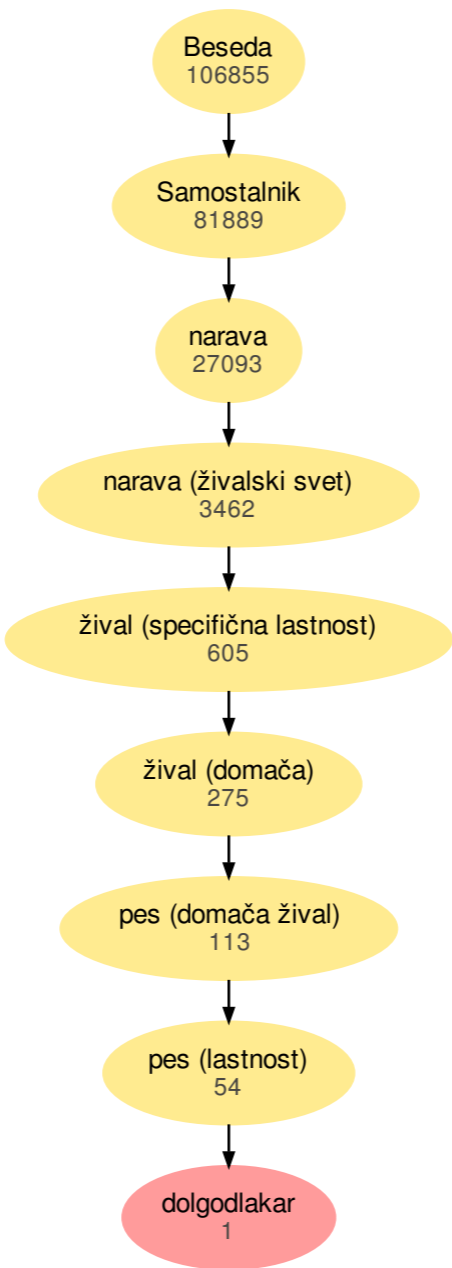 Beseda
106855
Samostalnik
81889
narava
27093
narava (živalski svet)
3462
žival (specifična lastnost)
605
žival (domača)
275
pes (domača žival)
113
pes (lastnost)
54
dolgodlakar
1